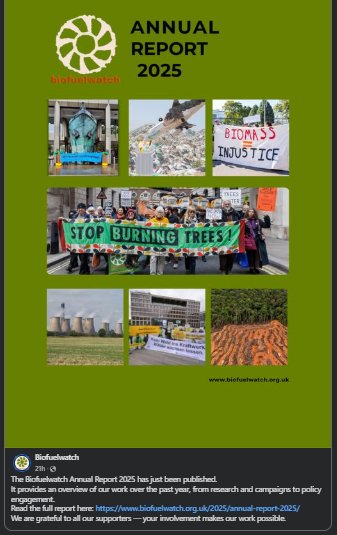 ANNUAL
REPORT
2025
biofuelwatch
BIOMASS
=
INJUSTICE
STOP BURNING TREES!
www.biofuelwatch.org.uk
Biofuelwatch
21h
The Biofuelwatch Annual Report 2025 has just been published.
It provides an overview of our work over the past year, from research and campaigns to policy
engagement.
Read the full report here: https://www.biofuelwatch.org.uk/2025/annual-report-2025/
We are grateful to all our supporters — your involvement makes our work possible.